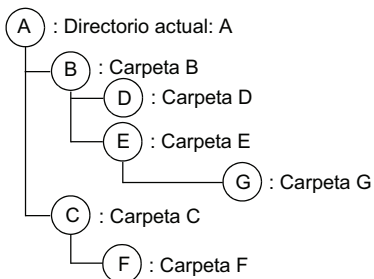 A : Directorio actual: A
B : Carpeta B
D : Carpeta D
E : Carpeta E
G : Carpeta G
C : Carpeta C
F : Carpeta F